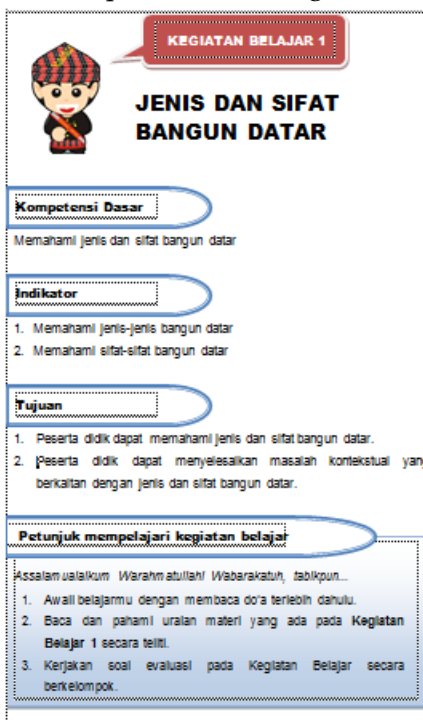 KEGIATAN BELAJAR 1
JENIS DAN SIFAT
BANGUN DATAR
Kompetensi Dasar
Memahami jenis dan sifat bangun datar
Indikator
1. Memahami jenis-jenis bangun datar
2. Memahami sifat-sifat bangun datar
Tujuan
1. Peserta didik dapat memahami jenis dan sifat bangun datar.
2. Peserta didik dapat menyelesaikan masalah kontekstual yang
berkaitan dengan jenis dan sifat bangun datar.
Petunjuk mempelajari kegiatan belajar
Assalamualaikum Warahmatullahi Wabarakatuh, tabikpun...
1. Awali belajarmu dengan membaca do'a terlebih dahulu.
2. Baca dan pahami uraian materi yang ada pada Kegiatan
Belajar 1 secara teliti.
3. Kerjakan soal evaluasi pada Kegiatan Belajar secara
berkelompok.